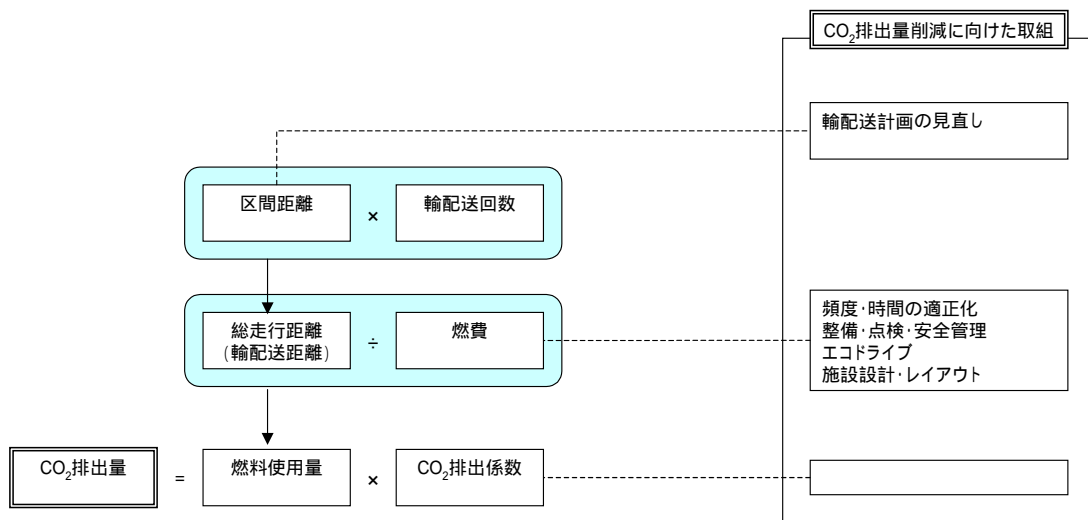 CO₂排出量削減に向けた取組
輸配送計画の見直し
区間距離 × 輸配送回数
総走行距離
(輸配送距離)
÷ 燃費
頻度･時間の適正化
整備･点検･安全管理
エコドライブ
施設設計･レイアウト
CO₂排出量 = 燃料使用量 × CO₂排出係数